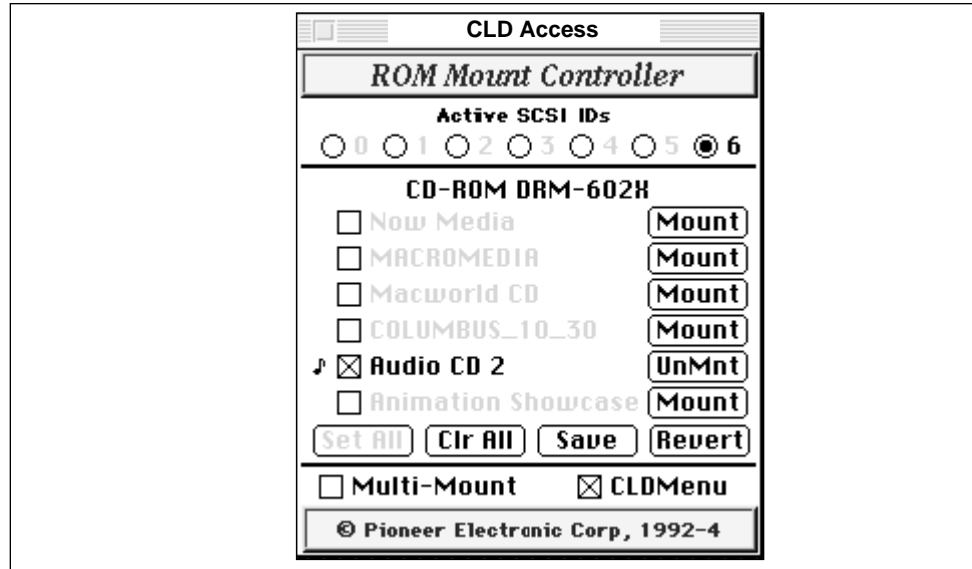 CLD Access
ROM Mount Controller
Active SCSI IDs
0 1 2 3 4 5 6
CD-ROM DRM-602X
Now Media Mount
MACROMEDIA Mount
Macworld CD Mount
COLUMBUS_10_30 Mount
♪ Audio CD 2 UnMnt
Animation Showcase Mount
Set All Clr All Save Revert
Multi-Mount CLDMenu
© Pioneer Electronic Corp, 1992-4